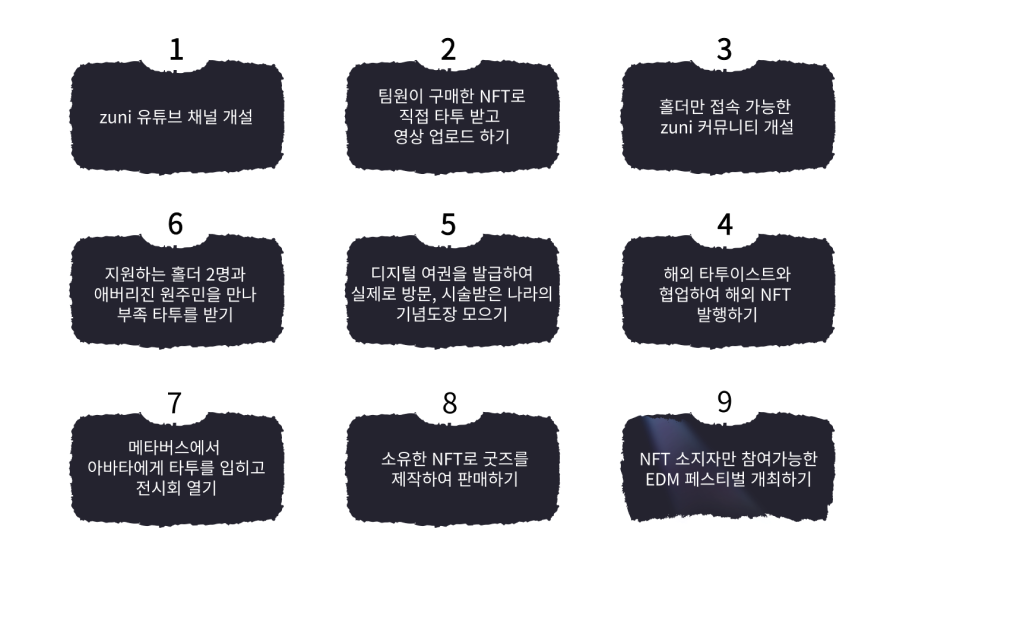 1
zuni 유튜브 채널 개설
2
팀원이 구매한 NFT로
직접 타투 받고
영상 업로드 하기
3
홀더만 접속 가능한
zuni 커뮤니티 개설
4
해외 타투이스트와
협업하여 해외 NFT
발행하기
5
디지털 여권을 발급하여
실제로 방문, 시술받은 나라의
기념도장 모으기
6
지원하는 홀더 2명과
애버리진 원주민을 만나
부족 타투를 받기
7
메타버스에서
아바타에게 타투를 입히고
전시회 열기
8
소유한 NFT로 굿즈를
제작하여 판매하기
9
NFT 소지자만 참여가능한
EDM 페스티벌 개최하기